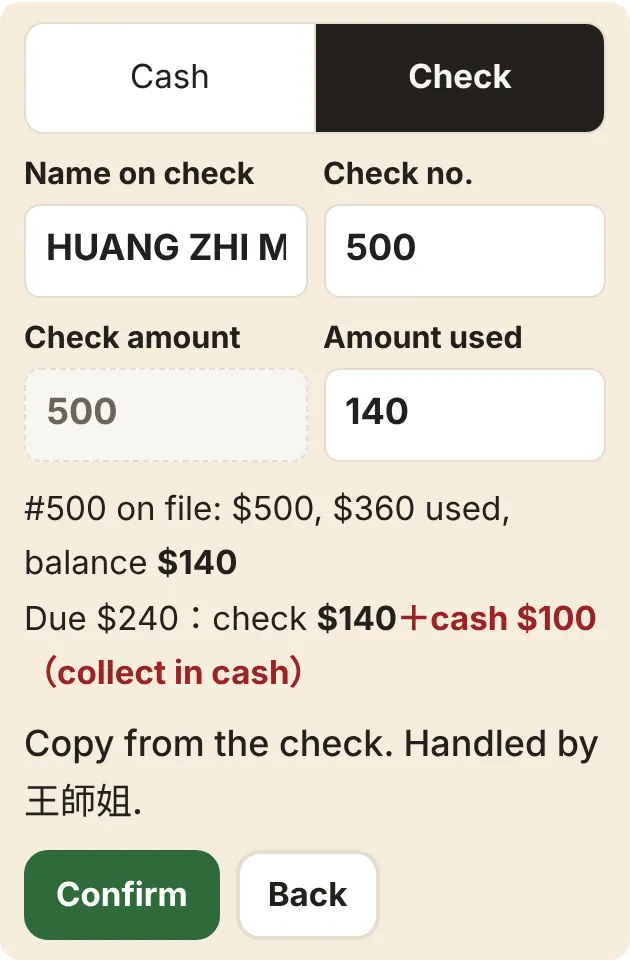 Cash
Check
Name on check
Check no.
HUANG ZHI M
500
Check amount
Amount used
500
140
#500 on file: $500, $360 used,
balance $140
Due $240：check $140＋cash $100
（collect in cash）
Copy from the check. Handled by
王師姐.
Confirm
Back